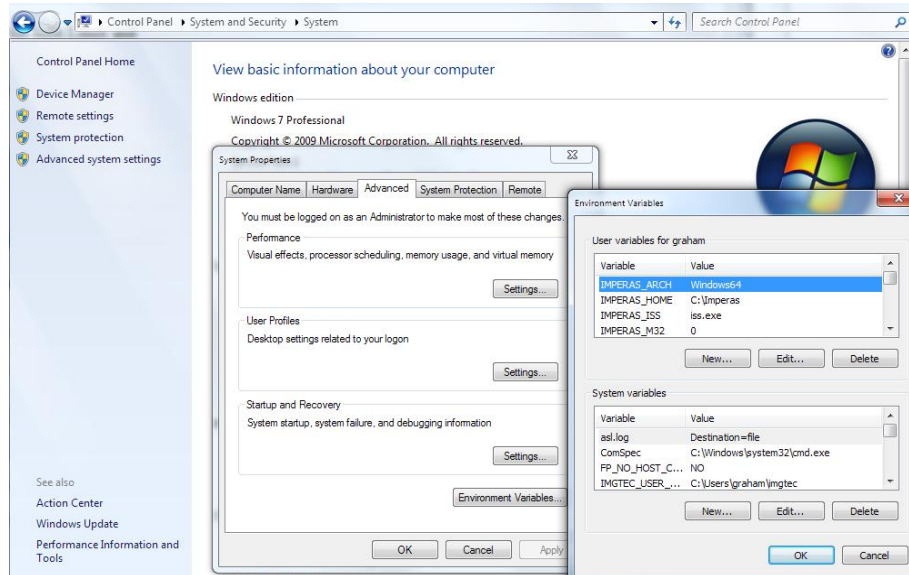 Control Panel ▸ System and Security ▸ System
Search Control Panel
Control Panel Home
Device Manager
Remote settings
System protection
Advanced system settings
See also
Action Center
Windows Update
Performance Information and
Tools
View basic information about your computer
Windows edition
Windows 7 Professional
Copyright © 2009 Microsoft Corporation. All rights reserved.
System Properties
Computer Name Hardware Advanced System Protection Remote
You must be logged on as an Administrator to make most of these changes.
Performance
Visual effects, processor scheduling, memory usage, and virtual memory
Settings...
User Profiles
Desktop settings related to your logon
Settings...
Startup and Recovery
System startup, system failure, and debugging information
Settings...
Environment Variables...
OK Cancel Apply
Environment Variables
User variables for graham
Variable Value
IMPERAS_ARCH Windows64
IMPERAS_HOME C:\Imperas
IMPERAS_ISS iss.exe
IMPERAS_M32 0
New... Edit... Delete
System variables
Variable Value
asl.log Destination=file
ComSpec C:\Windows\system32\cmd.exe
FP_NO_HOST_C... NO
IMGTEC_USER_... C:\Users\graham\imgtec
New... Edit... Delete
OK Cancel